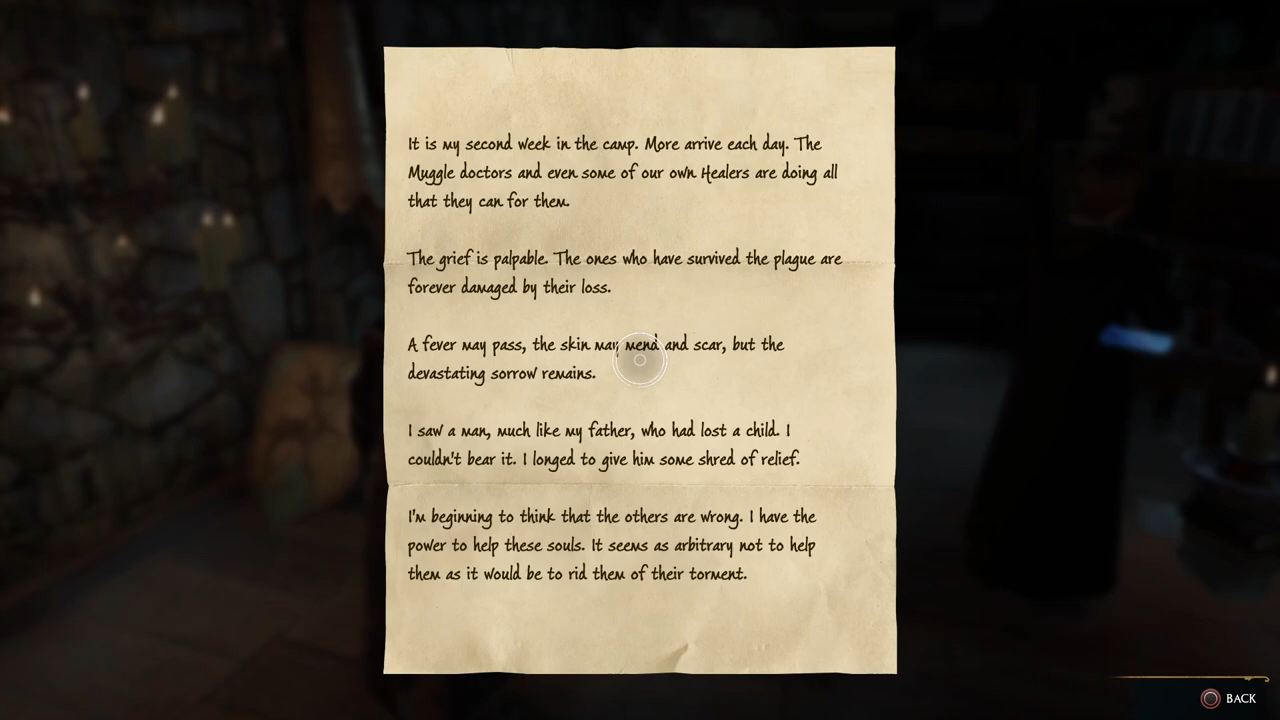 It is my second week in the camp. More arrive each day. The
Muggle doctors and even some of our own Healers are doing all
that they can for them.
The grief is palpable. The ones who have survived the plague are
forever damaged by their loss.
A fever may pass, the skin may mend and scar, but the
devastating sorrow remains.
I saw a man, much like my father, who had lost a child. I
couldn't bear it. I longed to give him some shred of relief.
I'm beginning to think that the others are wrong. I have the
power to help these souls. It seems as arbitrary not to help
them as it would be to rid them of their torment.
BACK